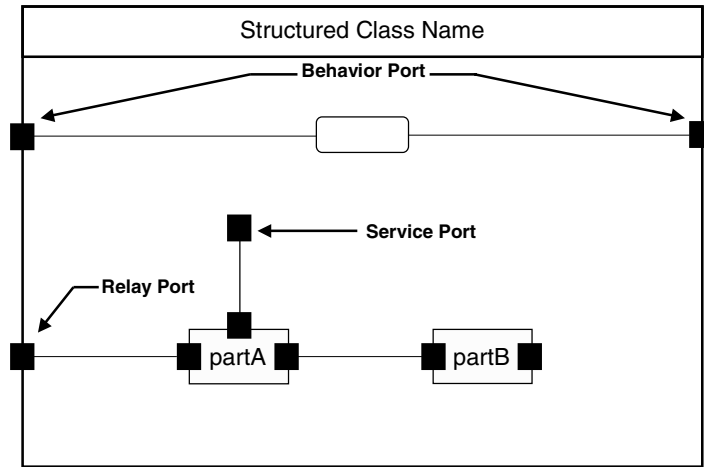 Structured Class Name
Behavior Port
Service Port
Relay Port
partA
partB